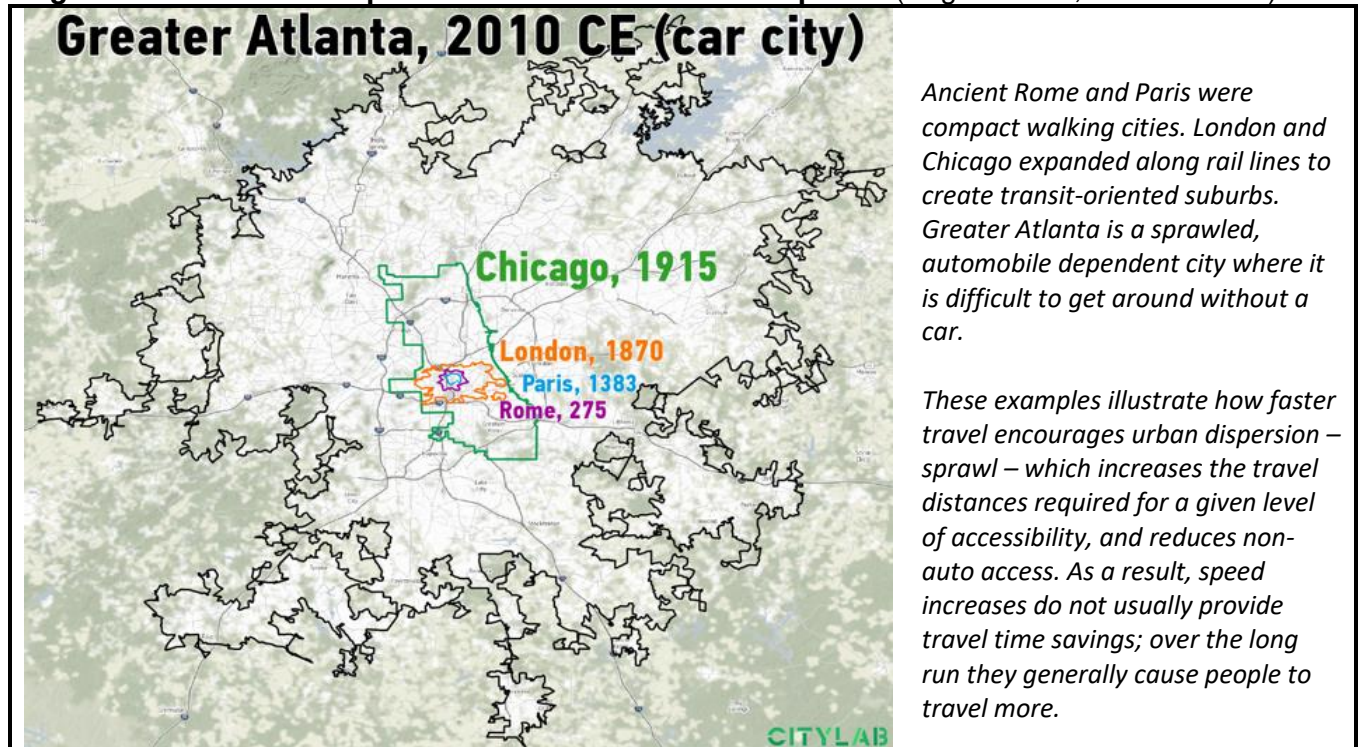 Greater Atlanta, 2010 CE (car city)
Chicago, 1915
London, 1870
Paris, 1383
Rome, 275
CITYLAB
Ancient Rome and Paris were
compact walking cities. London and
Chicago expanded along rail lines to
create transit-oriented suburbs.
Greater Atlanta is a sprawled,
automobile dependent city where it
is difficult to get around without a
car.
These examples illustrate how faster
travel encourages urban dispersion –
sprawl – which increases the travel
distances required for a given level
of accessibility, and reduces non-
auto access. As a result, speed
increases do not usually provide
travel time savings; over the long
run they generally cause people to
travel more.